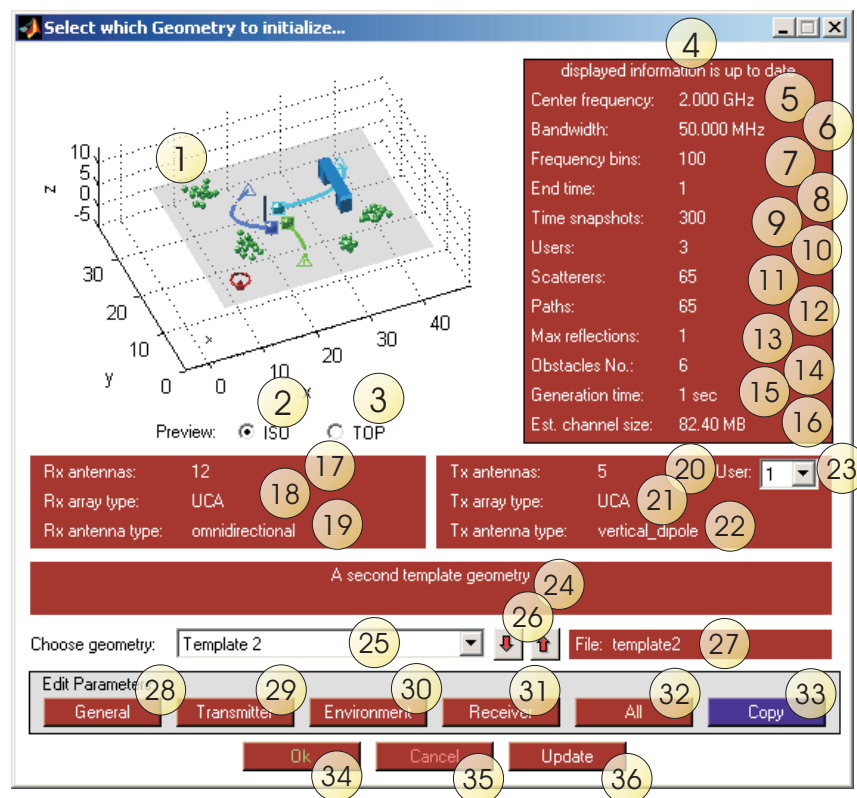 Select which Geometry to initialize...
4
displayed information is up to date
Center frequency: 2.000 GHz 5
Bandwidth: 50.000 MHz 6
Frequency bins: 100 7
End time: 1 8
Time snapshots: 300 9
Users: 3 10
Scatterers: 65 11
Paths: 65 12
Max reflections: 1 13
Obstacles No.: 6 14
Generation time: 1 sec 15
Est. channel size: 82.40 MB 16
1
z
10
5
0
-5
30
20
10
0
y
0
10
20
30
40
x
x
2 3
Preview: ISO TOP
Rx antennas: 12 17
Rx array type: UCA 18
Rx antenna type: omnidirectional 19
Tx antennas: 5 20 User: 1 23
Tx array type: UCA 21
Tx antenna type: vertical_dipole 22
A second template geometry 24
Choose geometry: Template 2 25 26 File: template2 27
Edit Parameters
28 29 30 31 32 33
General Transmitter Environment Receiver All Copy
Ok Cancel Update
34 35 36